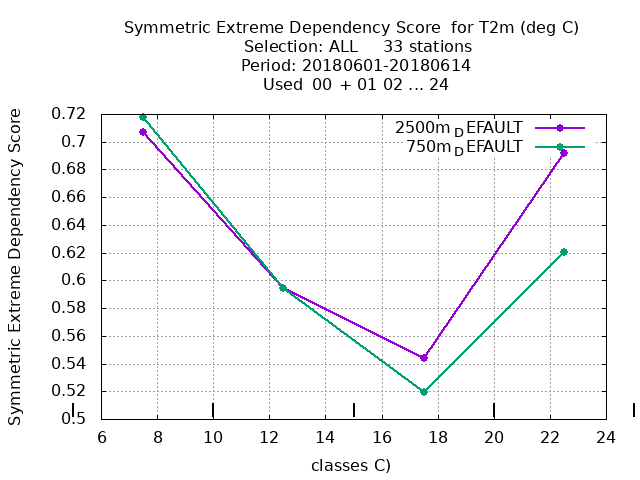 Symmetric Extreme Dependency Score  for T2m (deg C)
Selection: ALL     33 stations
Period: 20180601-20180614
Used  00 + 01 02 ... 24
Symmetric Extreme Dependency Score
2500m_DEFAULT
750m_DEFAULT
0.72
0.7
0.68
0.66
0.64
0.62
0.6
0.58
0.56
0.54
0.52
0.5
6 8 10 12 14 16 18 20 22 24
classes C)